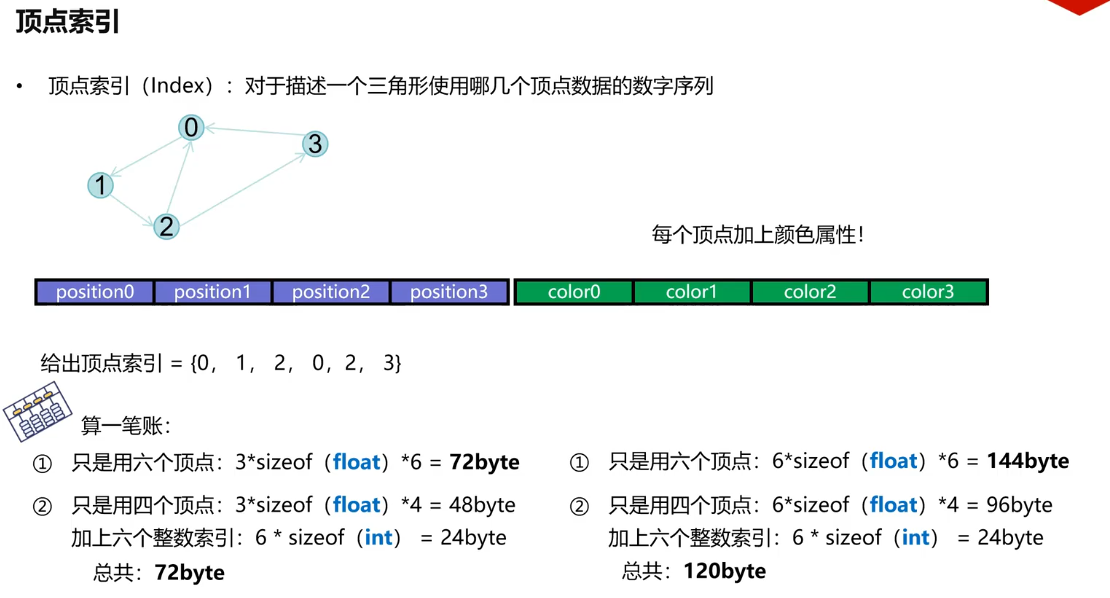 顶点索引
• 顶点索引（Index）：对于描述一个三角形使用哪几个顶点数据的数字序列
0
3
1
2
每个顶点加上颜色属性！
position0 position1 position2 position3 color0 color1 color2 color3
给出顶点索引 = {0， 1， 2， 0，2， 3}
算一笔账：
① 只是用六个顶点：3*sizeof（float）*6 = 72byte
② 只是用四个顶点：3*sizeof（float）*4 = 48byte
加上六个整数索引：6 * sizeof（int） = 24byte
总共：72byte
① 只是用六个顶点：6*sizeof（float）*6 = 144byte
② 只是用四个顶点：6*sizeof（float）*4 = 96byte
加上六个整数索引：6 * sizeof（int） = 24byte
总共：120byte